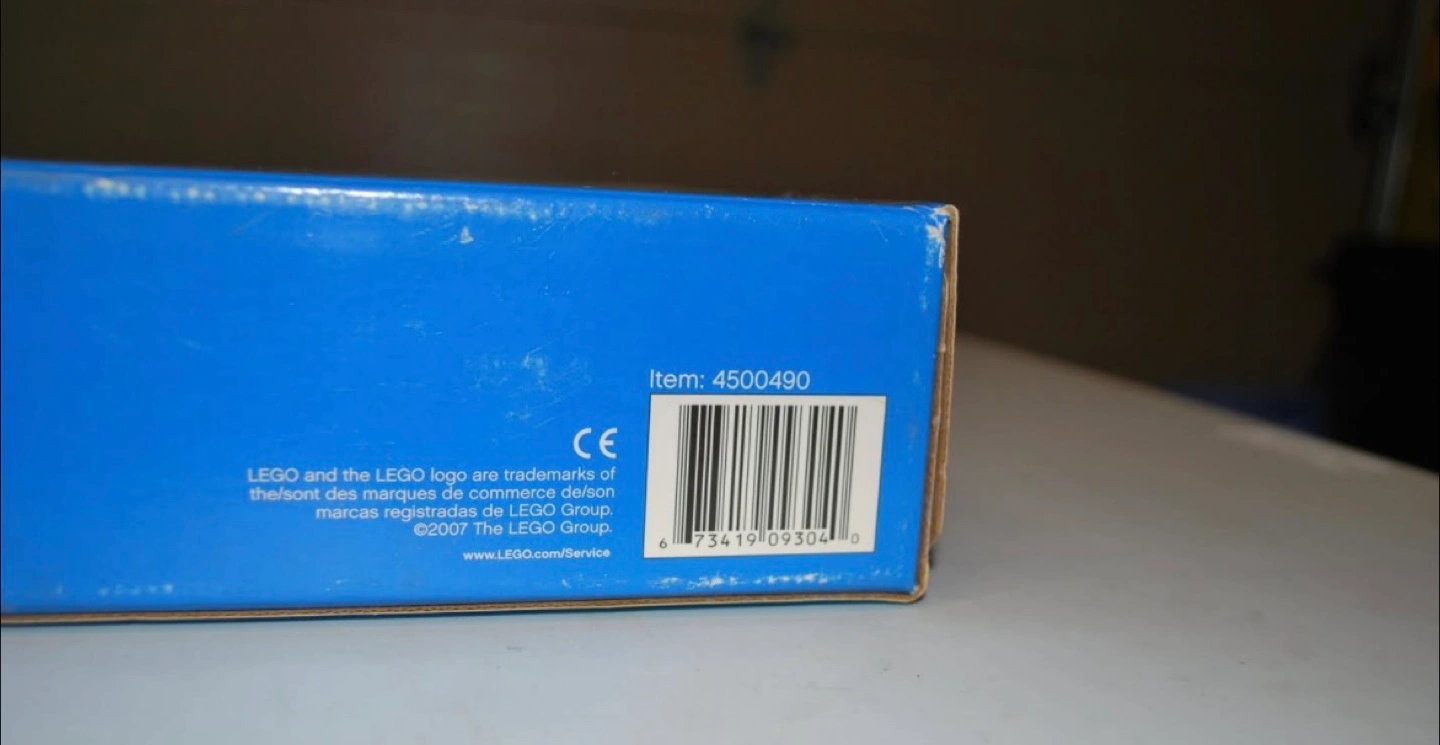 Item: 4500490
CE
LEGO and the LEGO logo are trademarks of
the/sont des marques de commerce de/son
marcas registradas de LEGO Group.
©2007 The LEGO Group.
www.LEGO.com/Service
6 73419 09304 0